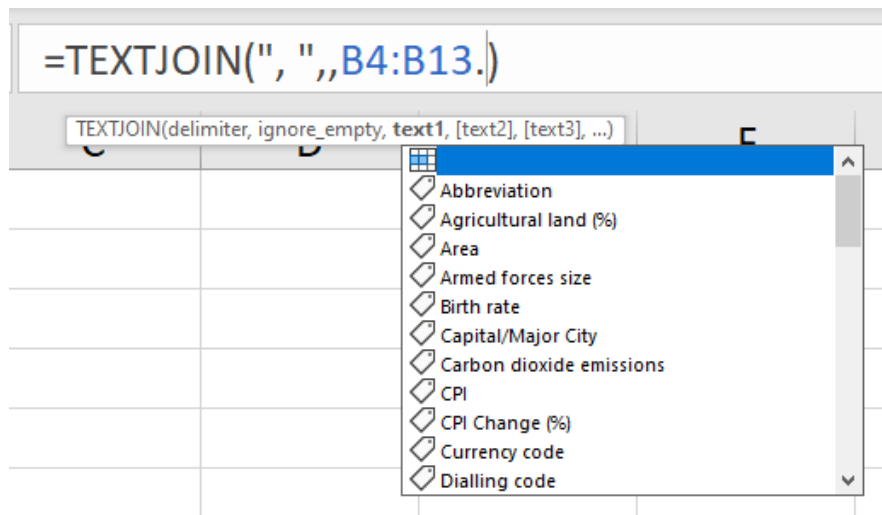 =TEXTJOIN(", ",,B4:B13.)
TEXTJOIN(delimiter, ignore_empty, text1, [text2], [text3], ...)
Abbreviation
Agricultural land (%)
Area
Armed forces size
Birth rate
Capital/Major City
Carbon dioxide emissions
CPI
CPI Change (%)
Currency code
Dialling code